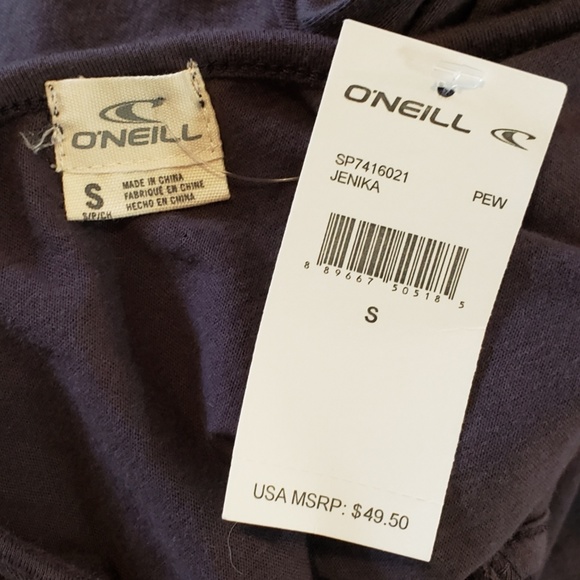 O'NEILL
S
S/P/CH
MADE IN CHINA
FABRIQUÉ EN CHINE
HECHO EN CHINA
O'NEILL
SP7416021
JENIKA
PEW
8 89667 50518 5
S
USA MSRP: $49.50